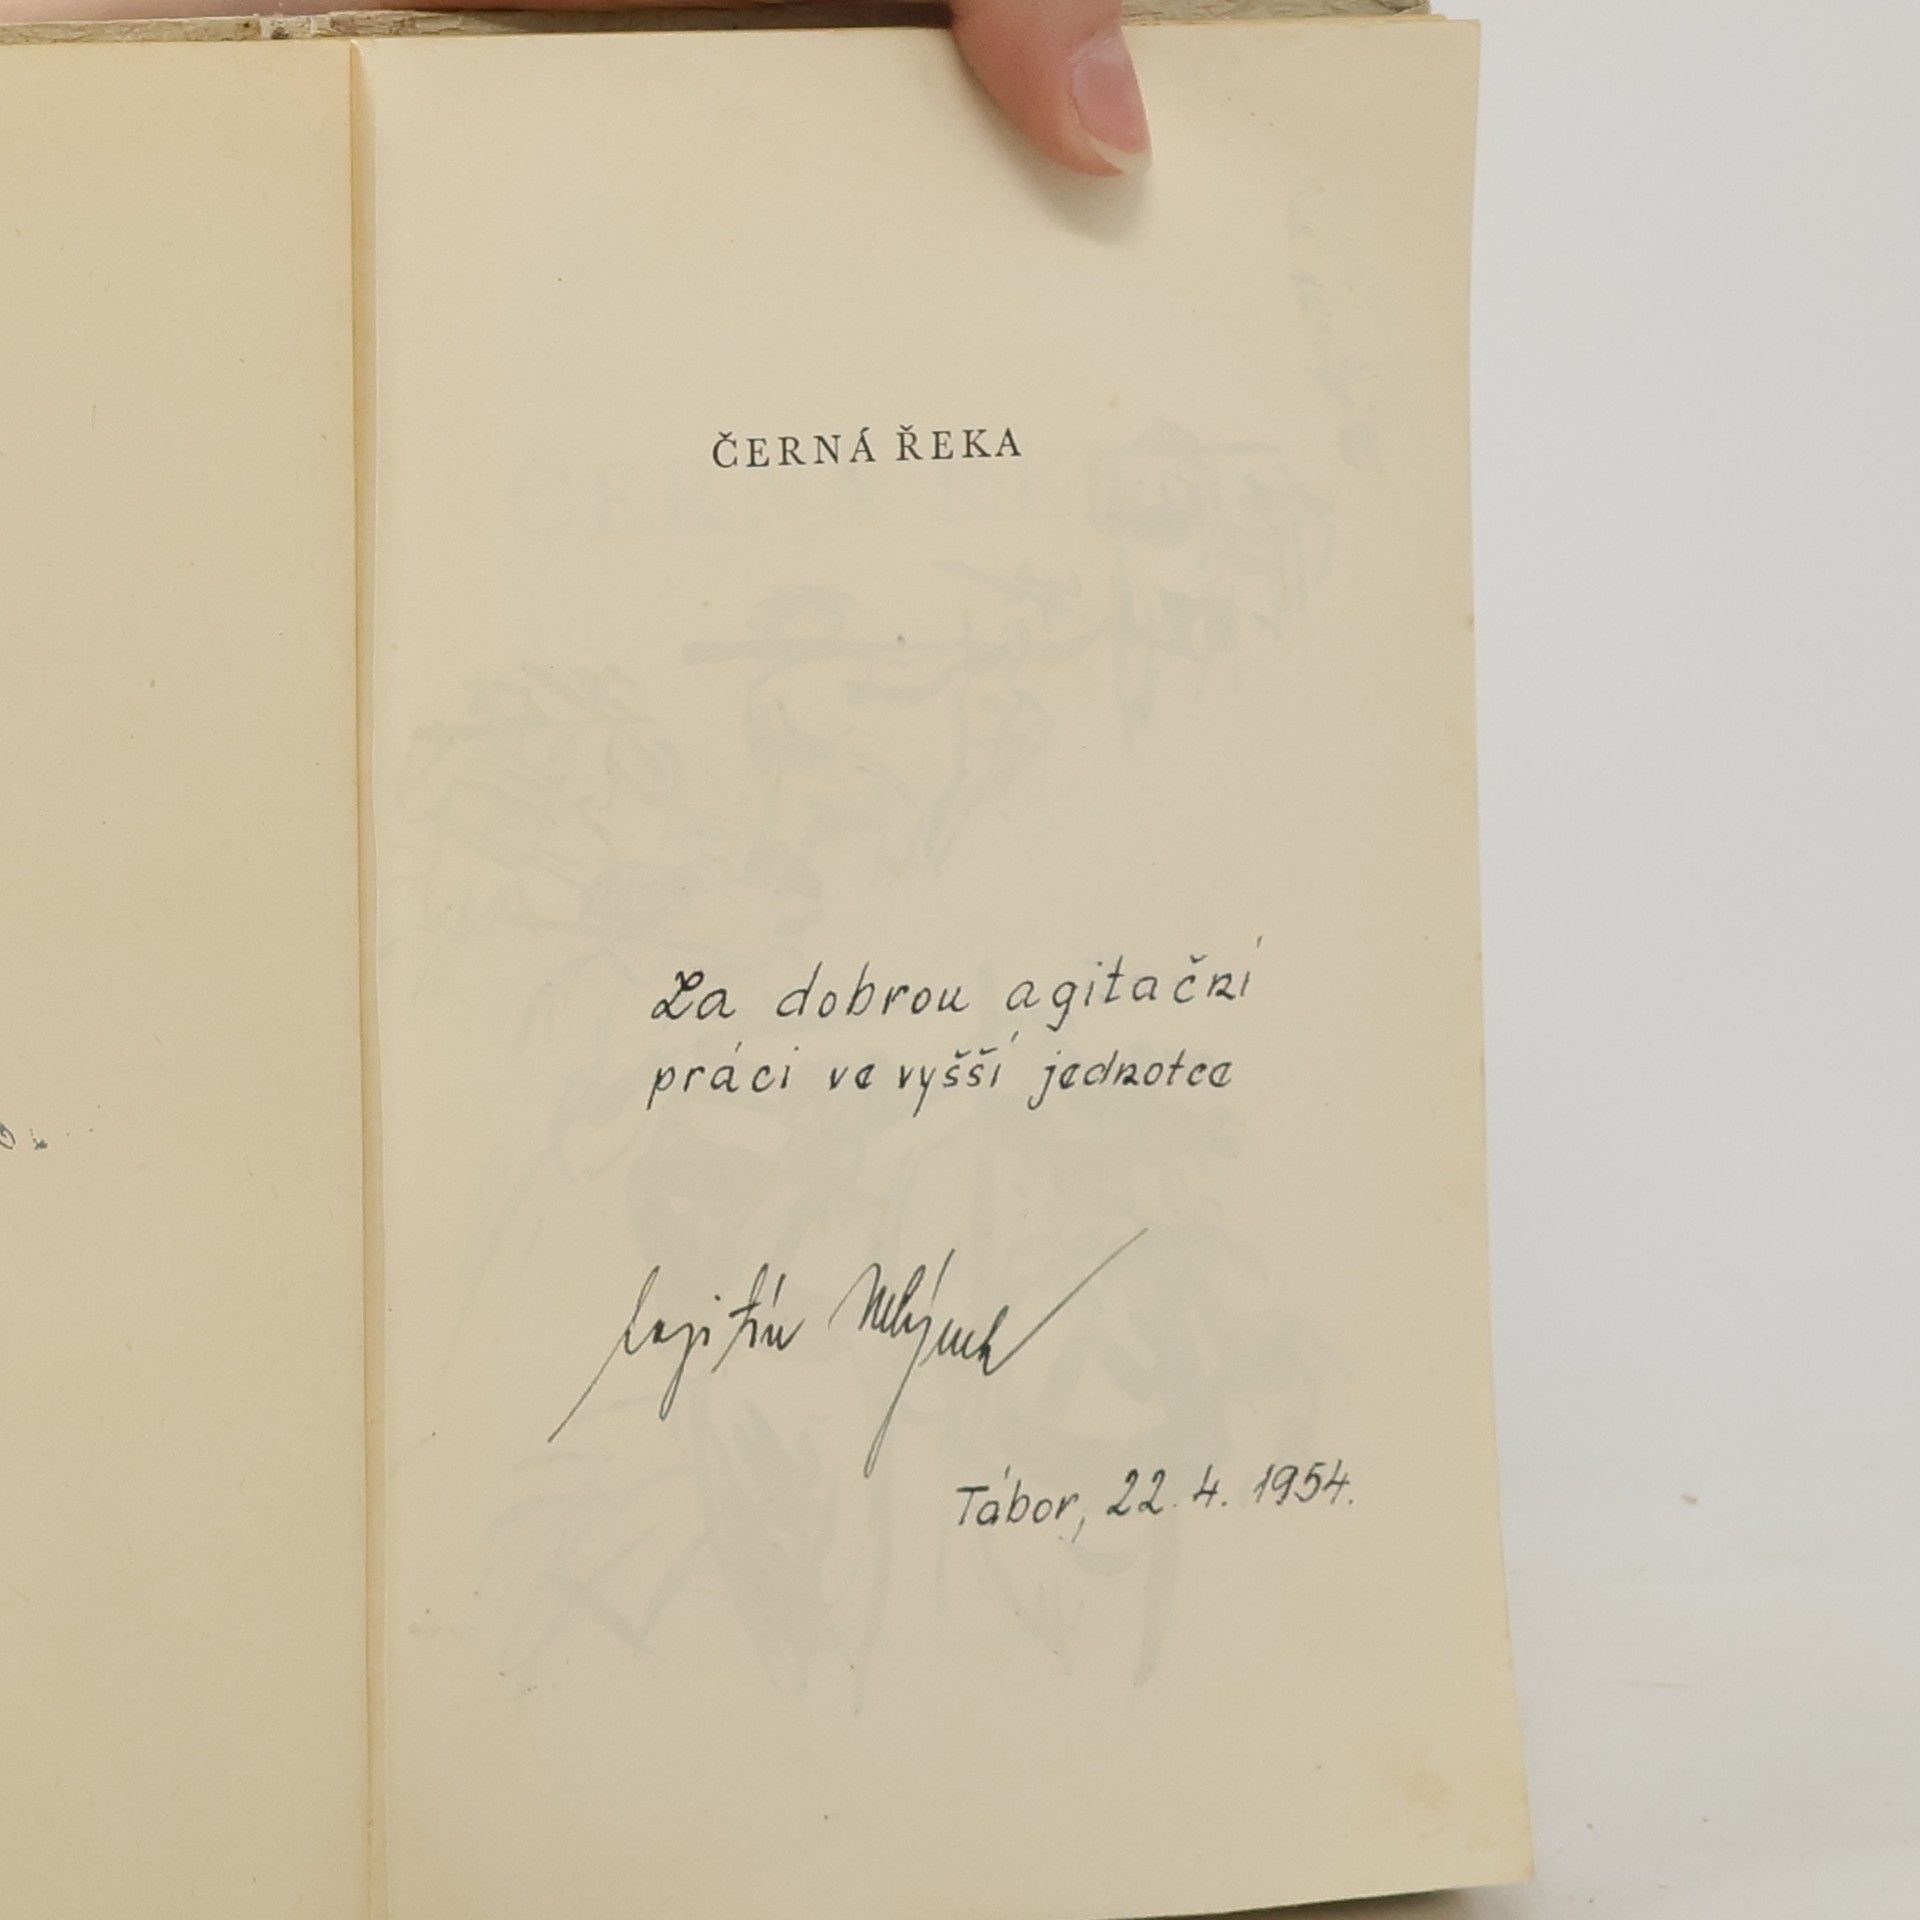 ČERNÁ ŘEKA
Za dobrou agitační
práci ve vyšší jednotce
Tábor, 22. 4. 1954.